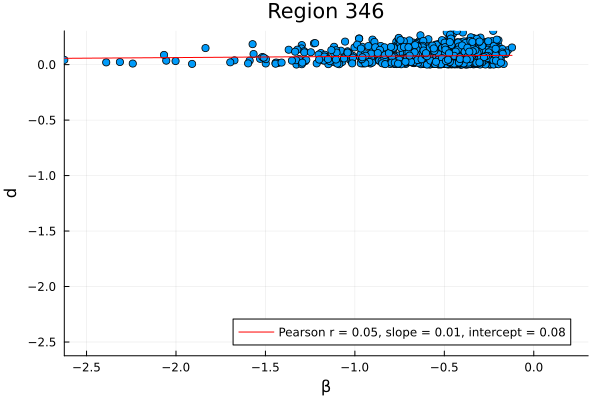 Region 346
0.0
−0.5
−1.0
−1.5
−2.0
−2.5
d
Pearson r = 0.05, slope = 0.01, intercept = 0.08
−2.5 −2.0 −1.5 −1.0 −0.5 0.0
β